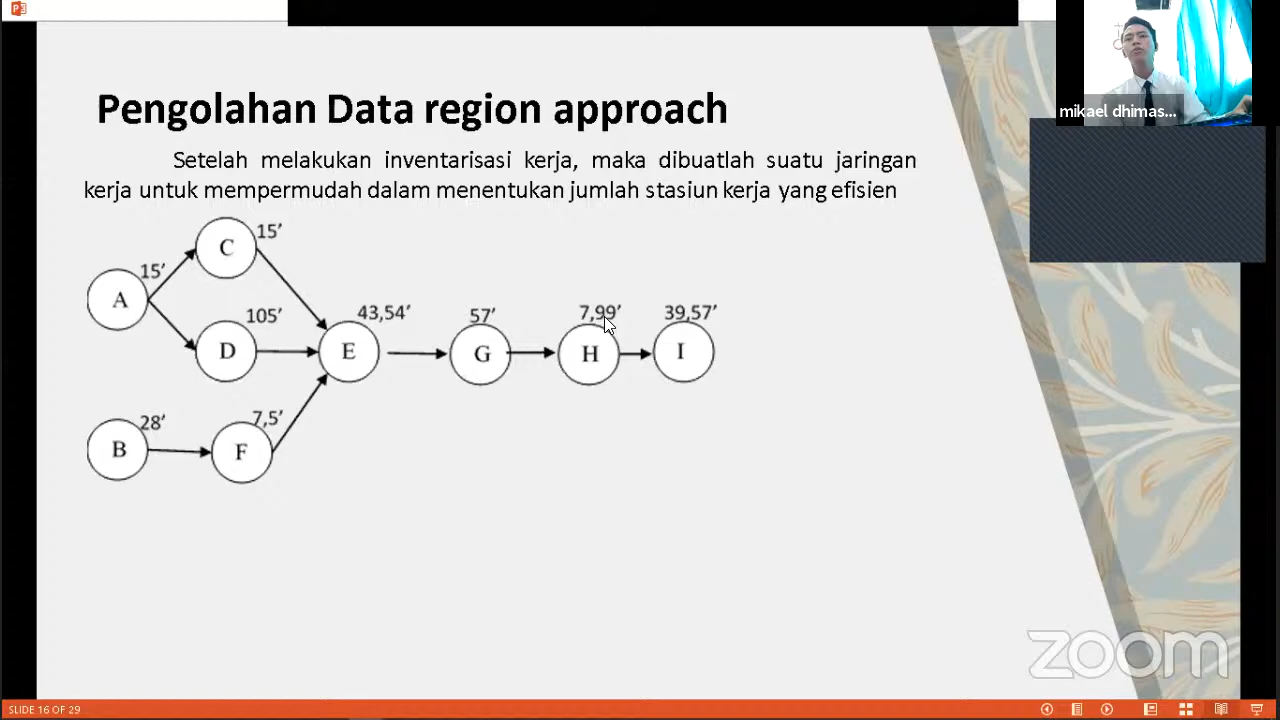 mikael dhimas...
Pengolahan Data region approach
Setelah melakukan inventarisasi kerja, maka dibuatlah suatu jaringan
kerja untuk mempermudah dalam menentukan jumlah stasiun kerja yang efisien
C
15'
A
15'
D
105'
E
43,54'
G
57'
H
7,99'
I
39,57'
B
28'
F
7,5'
zoom
SLIDE 16 OF 29